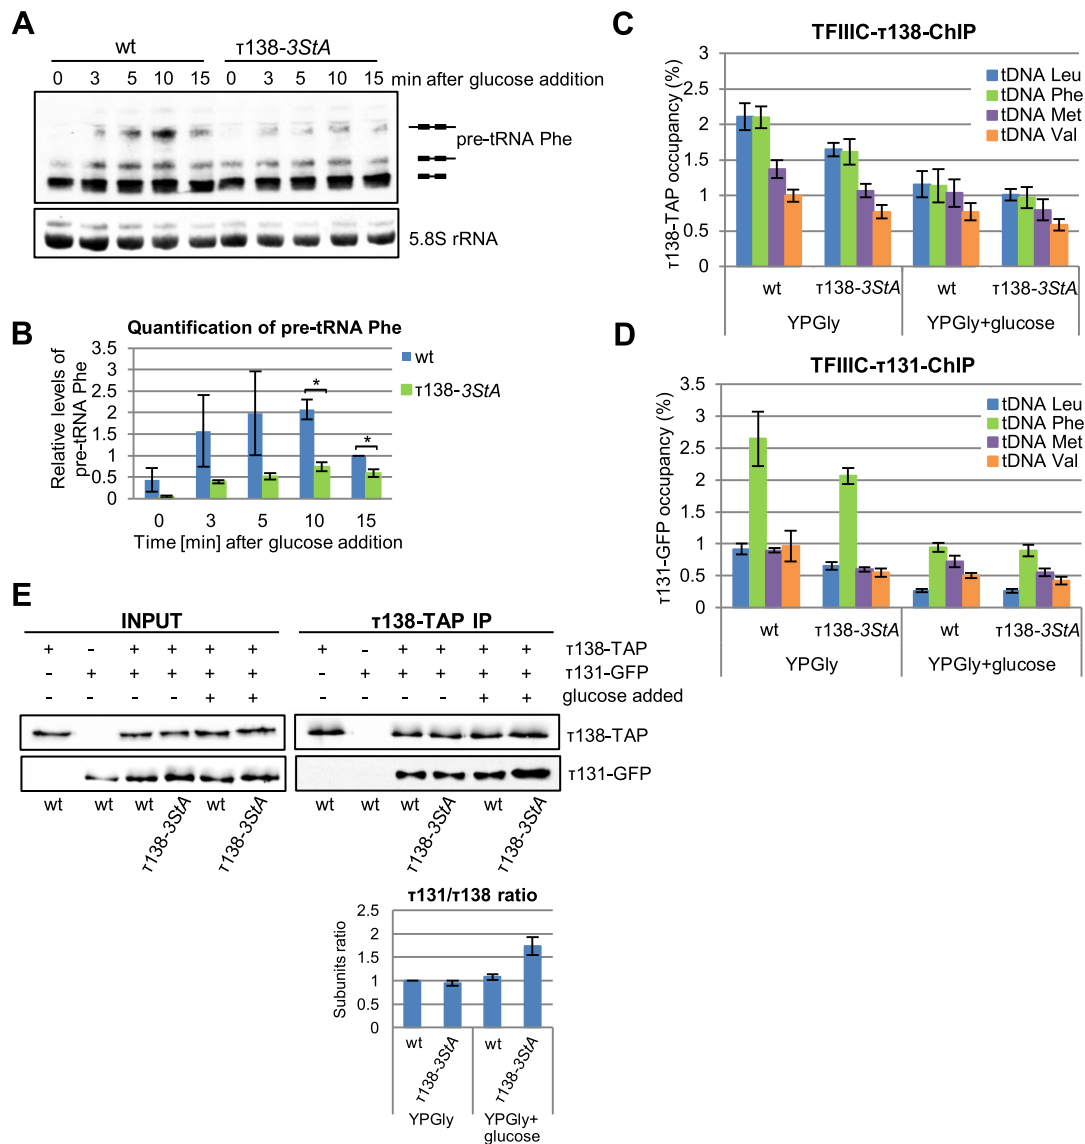 A
wt τ138-3StA
0 3 5 10 15 0 3 5 10 15 min after glucose addition
pre-tRNA Phe
5.8S rRNA
B
Quantification of pre-tRNA Phe
Relative levels of
pre-tRNA Phe
3.5
3
2.5
2
1.5
1
0.5
0
* *
wt
τ138-3StA
0 3 5 10 15
Time [min] after glucose addition
C
TFIIIC-τ138-ChIP
τ138-TAP occupancy (%)
3
2.5
2
1.5
1
0.5
0
tDNA Leu
tDNA Phe
tDNA Met
tDNA Val
wt τ138-3StA wt τ138-3StA
YPGly YPGly+glucose
D
TFIIIC-τ131-ChIP
τ131-GFP occupancy (%)
3.5
3
2.5
2
1.5
1
0.5
0
tDNA Leu
tDNA Phe
tDNA Met
tDNA Val
wt τ138-3StA wt τ138-3StA
YPGly YPGly+glucose
E
INPUT τ138-TAP IP
+ - + + + + + - + + + + τ138-TAP
- + + + + + - + + + + + τ131-GFP
- - - - + + - - - - + + glucose added
τ138-TAP
τ131-GFP
wt wt wt τ138-3StA wt τ138-3StA wt wt wt τ138-3StA wt τ138-3StA
τ131/τ138 ratio
Subunits ratio
2.5
2
1.5
1
0.5
0
wt τ138-3StA wt τ138-3StA
YPGly YPGly+
glucose